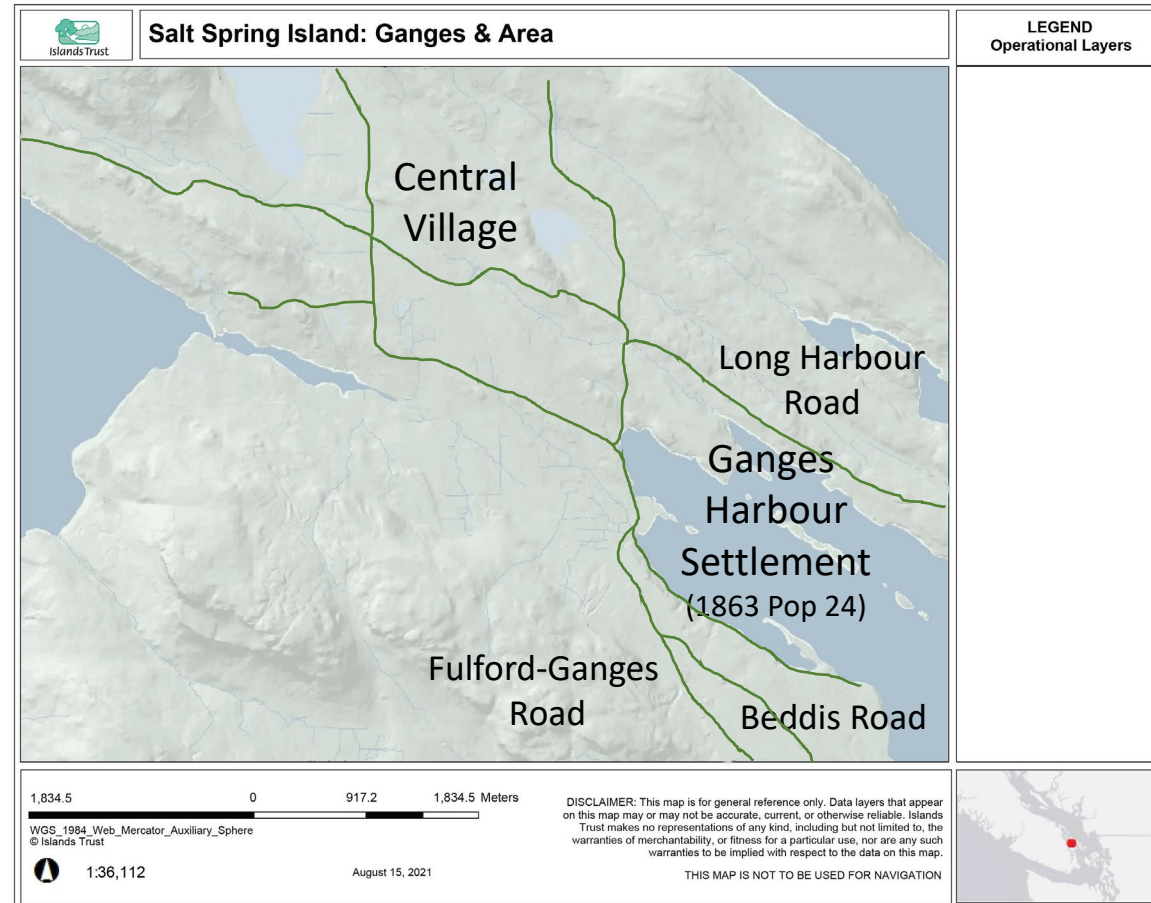 Islands Trust
Salt Spring Island: Ganges & Area
LEGEND
Operational Layers
Central
Village
Long Harbour
Road
Ganges
Harbour
Settlement
(1863 Pop 24)
Fulford-Ganges
Road
Beddis Road
1,834.5 0 917.2 1,834.5 Meters
WGS_1984_Web_Mercator_Auxiliary_Sphere
© Islands Trust
1:36,112
August 15, 2021
DISCLAIMER: This map is for general reference only. Data layers that appear
on this map may or may not be accurate, current, or otherwise reliable. Islands
Trust makes no representations of any kind, including but not limited to, the
warranties of merchantability, or fitness for a particular use, nor are any such
warranties to be implied with respect to the data on this map.
THIS MAP IS NOT TO BE USED FOR NAVIGATION